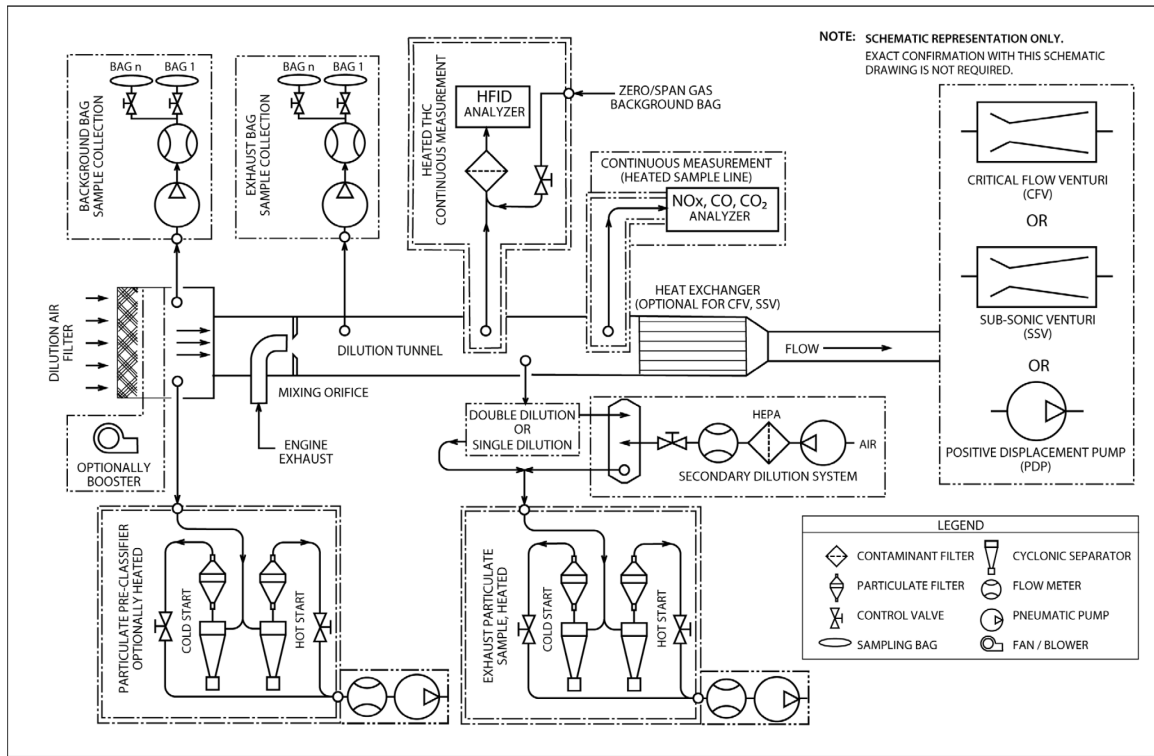 NOTE: SCHEMATIC REPRESENTATION ONLY.
EXACT CONFIRMATION WITH THIS SCHEMATIC
DRAWING IS NOT REQUIRED.
BAG n BAG 1
BACKGROUND BAG
SAMPLE COLLECTION
BAG n BAG 1
EXHAUST BAG
SAMPLE COLLECTION
HEATED THC
CONTINUOUS MEASUREMENT
HFID
ANALYZER
ZERO/SPAN GAS
BACKGROUND BAG
CONTINUOUS MEASUREMENT
(HEATED SAMPLE LINE)
NOx, CO, CO₂
ANALYZER
CRITICAL FLOW VENTURI
(CFV)
OR
SUB-SONIC VENTURI
(SSV)
OR
POSITIVE DISPLACEMENT PUMP
(PDP)
DILUTION AIR
FILTER
OPTIONALLY
BOOSTER
MIXING ORIFICE
ENGINE
EXHAUST
DILUTION TUNNEL
HEAT EXCHANGER
(OPTIONAL FOR CFV, SSV)
FLOW
DOUBLE DILUTION
OR
SINGLE DILUTION
HEPA
AIR
SECONDARY DILUTION SYSTEM
PARTICULATE PRE-CLASSIFIER
OPTIONALLY HEATED
COLD START
HOT START
EXHAUST PARTICULATE
SAMPLE, HEATED
COLD START
HOT START
LEGEND
CONTAMINANT FILTER
CYCLONIC SEPARATOR
PARTICULATE FILTER
FLOW METER
CONTROL VALVE
PNEUMATIC PUMP
SAMPLING BAG
FAN / BLOWER